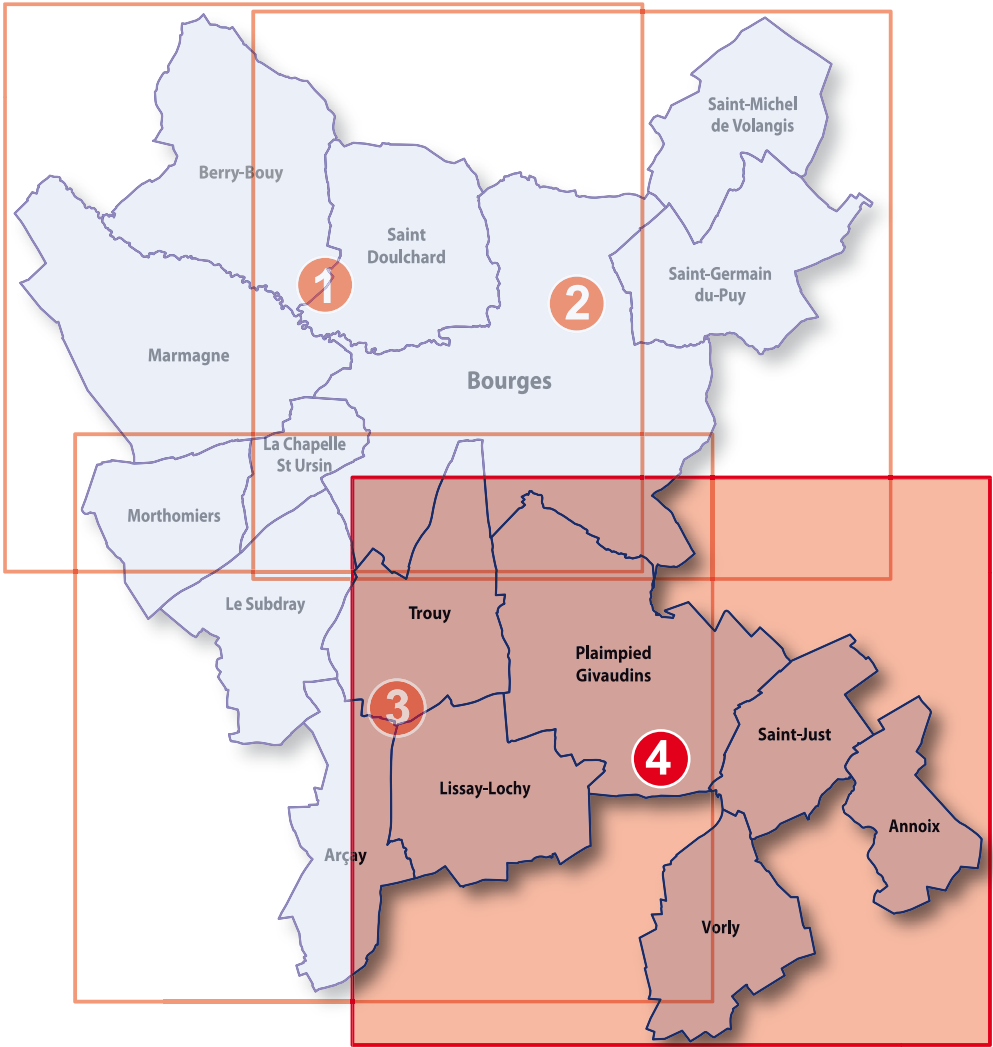 Saint-Michel
de Volangis
Berry-Bouy
Saint
Doulchard
Saint-Germain
du-Puy
1
2
Marmagne
Bourges
La Chapelle
St Ursin
Morthomiers
Le Subdray
Trouy
Plaimpied
Givaudins
3
Saint-Just
4
Lissay-Lochy
Annoix
Arçay
Vorly